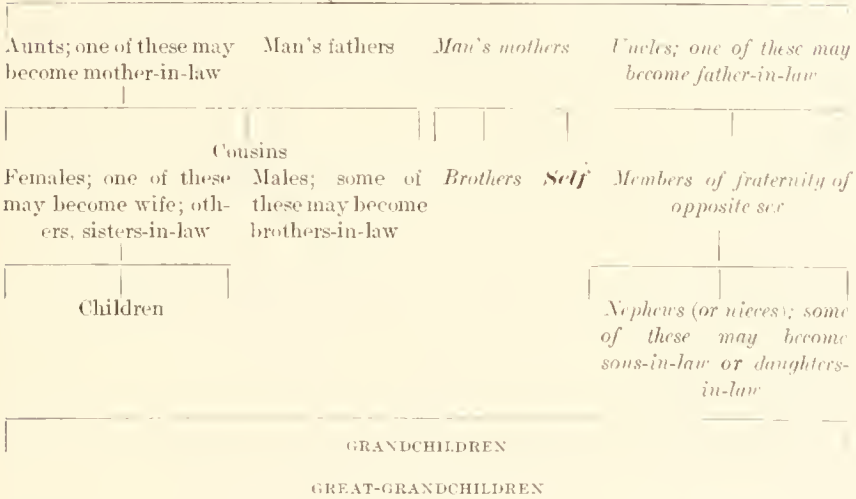 Aunts; one of these may
become mother-in-law
Man's fathers
Man's mothers
Uncles; one of these may
become father-in-law
Cousins
Females; one of these
may become wife; oth-
ers, sisters-in-law
Males; some of
these may become
brothers-in-law
Brothers
Self
Members of fraternity of
opposite sex
Children
Nephews (or nieces); some
of these may become
sons-in-law or daughters-
in-law
GRANDCHILDREN
GREAT-GRANDCHILDREN